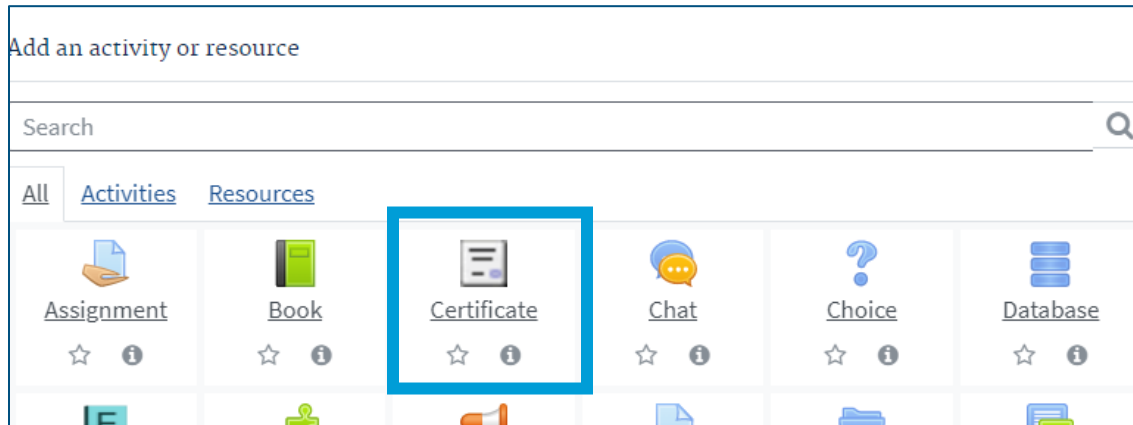 Add an activity or resource
Search
All Activities Resources
Assignment Book Certificate Chat Choice Database